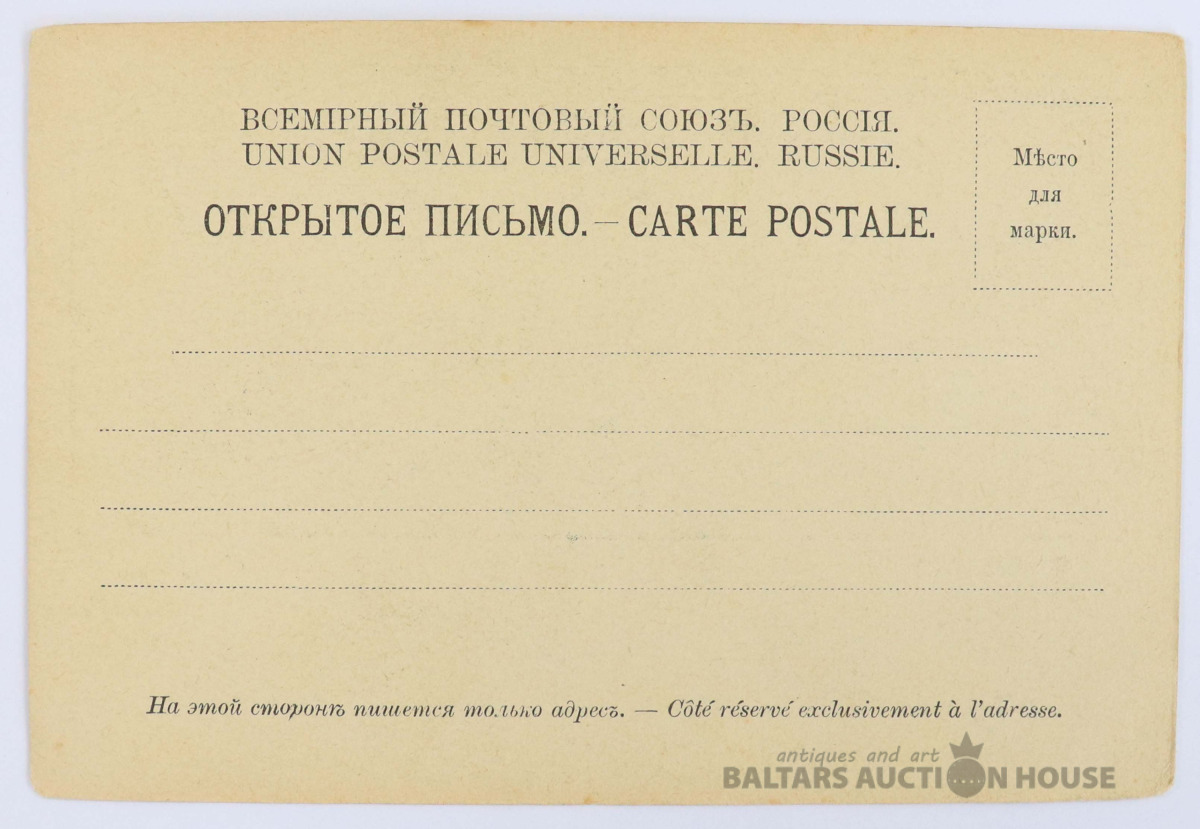 ВСЕМІРНЫЙ ПОЧТОВЫЙ СОЮЗЪ. РОССІЯ.
UNION POSTALE UNIVERSELLE. RUSSIE.
ОТКРЫТОЕ ПИСЬМО. — CARTE POSTALE.
Мѣсто
для
марки.
На этой сторонѣ пишется только адресъ. — Côté réservé exclusivement à l'adresse.
antiques and art
BALTARS AUCTION HOUSE